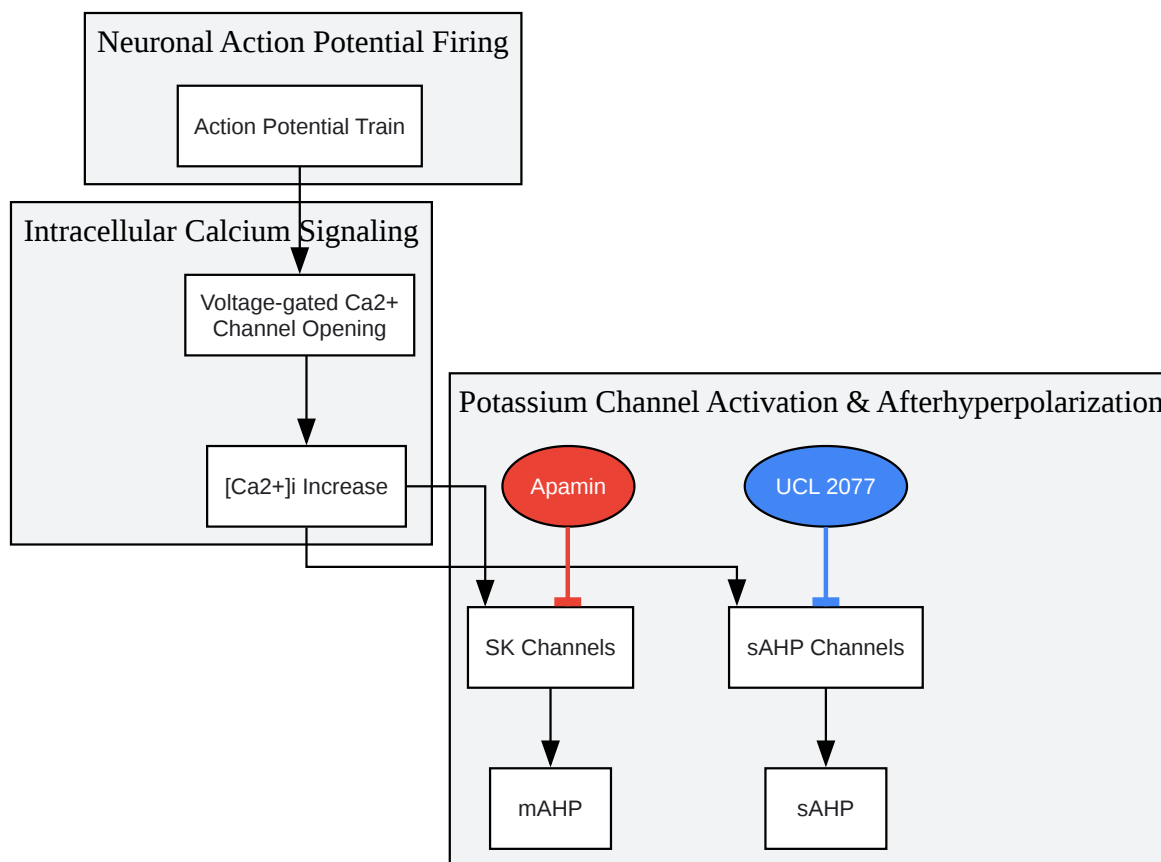 Neuronal Action Potential Firing
Action Potential Train
Intracellular Calcium Signaling
Voltage-gated Ca2+
Channel Opening
[Ca2+]i Increase
Potassium Channel Activation & Afterhyperpolarization
Apamin
UCL 2077
SK Channels
sAHP Channels
mAHP
sAHP